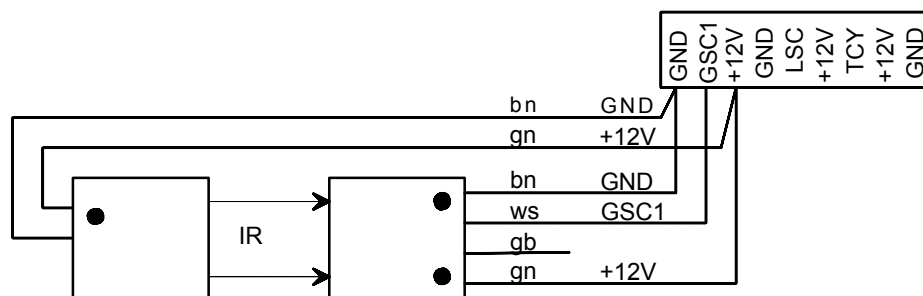 GND GSC1 +12V GND LSC +12V TCY +12V GND
bn GND
gn +12V
bn GND
ws GSC1
IR
gb
gn +12V